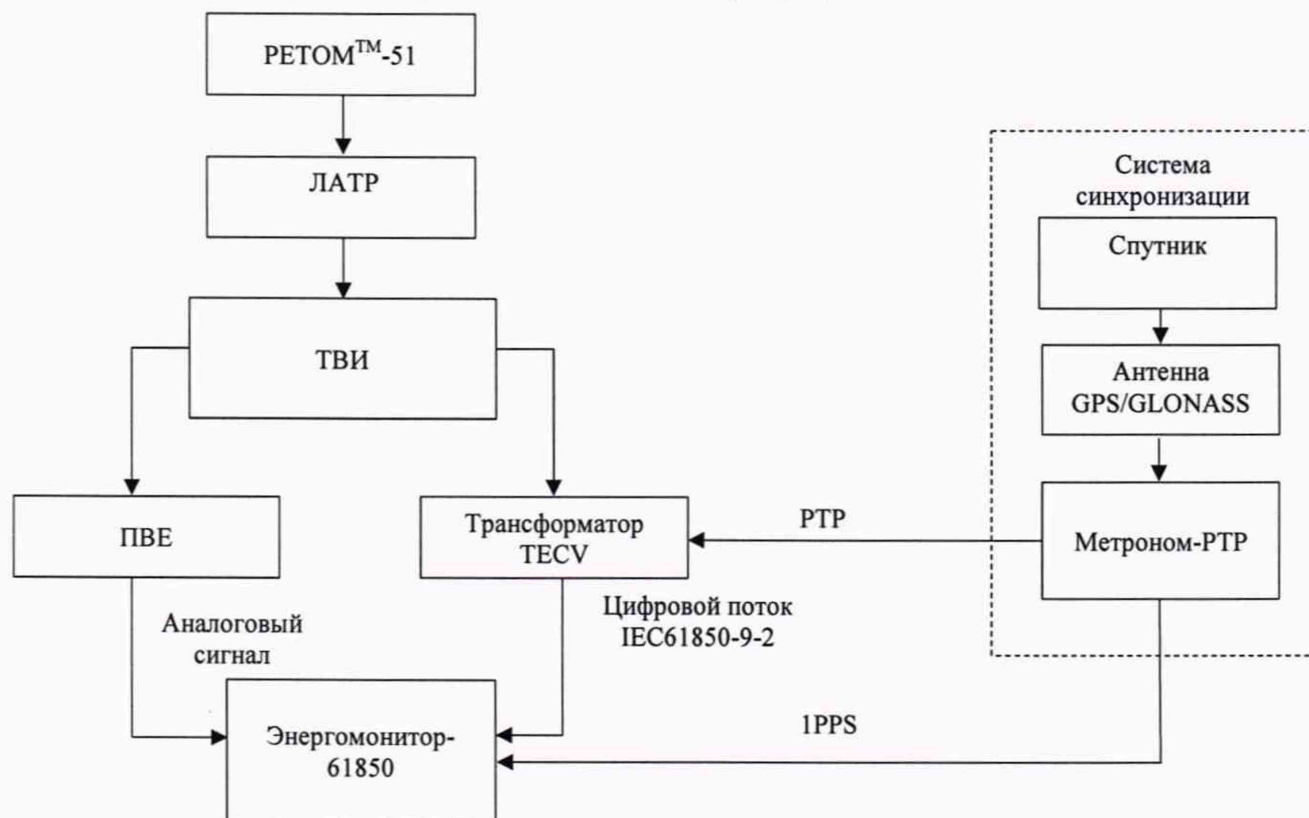 РЕТОМ™-51
ЛАТР
ТВИ
ПВЕ
Трансформатор
TECV
Аналоговый
сигнал
Цифровой поток
IEC61850-9-2
Энергомонитор-
61850
PTP
1PPS
Система
синхронизации
Спутник
Антенна
GPS/GLONASS
Метроном-PTP